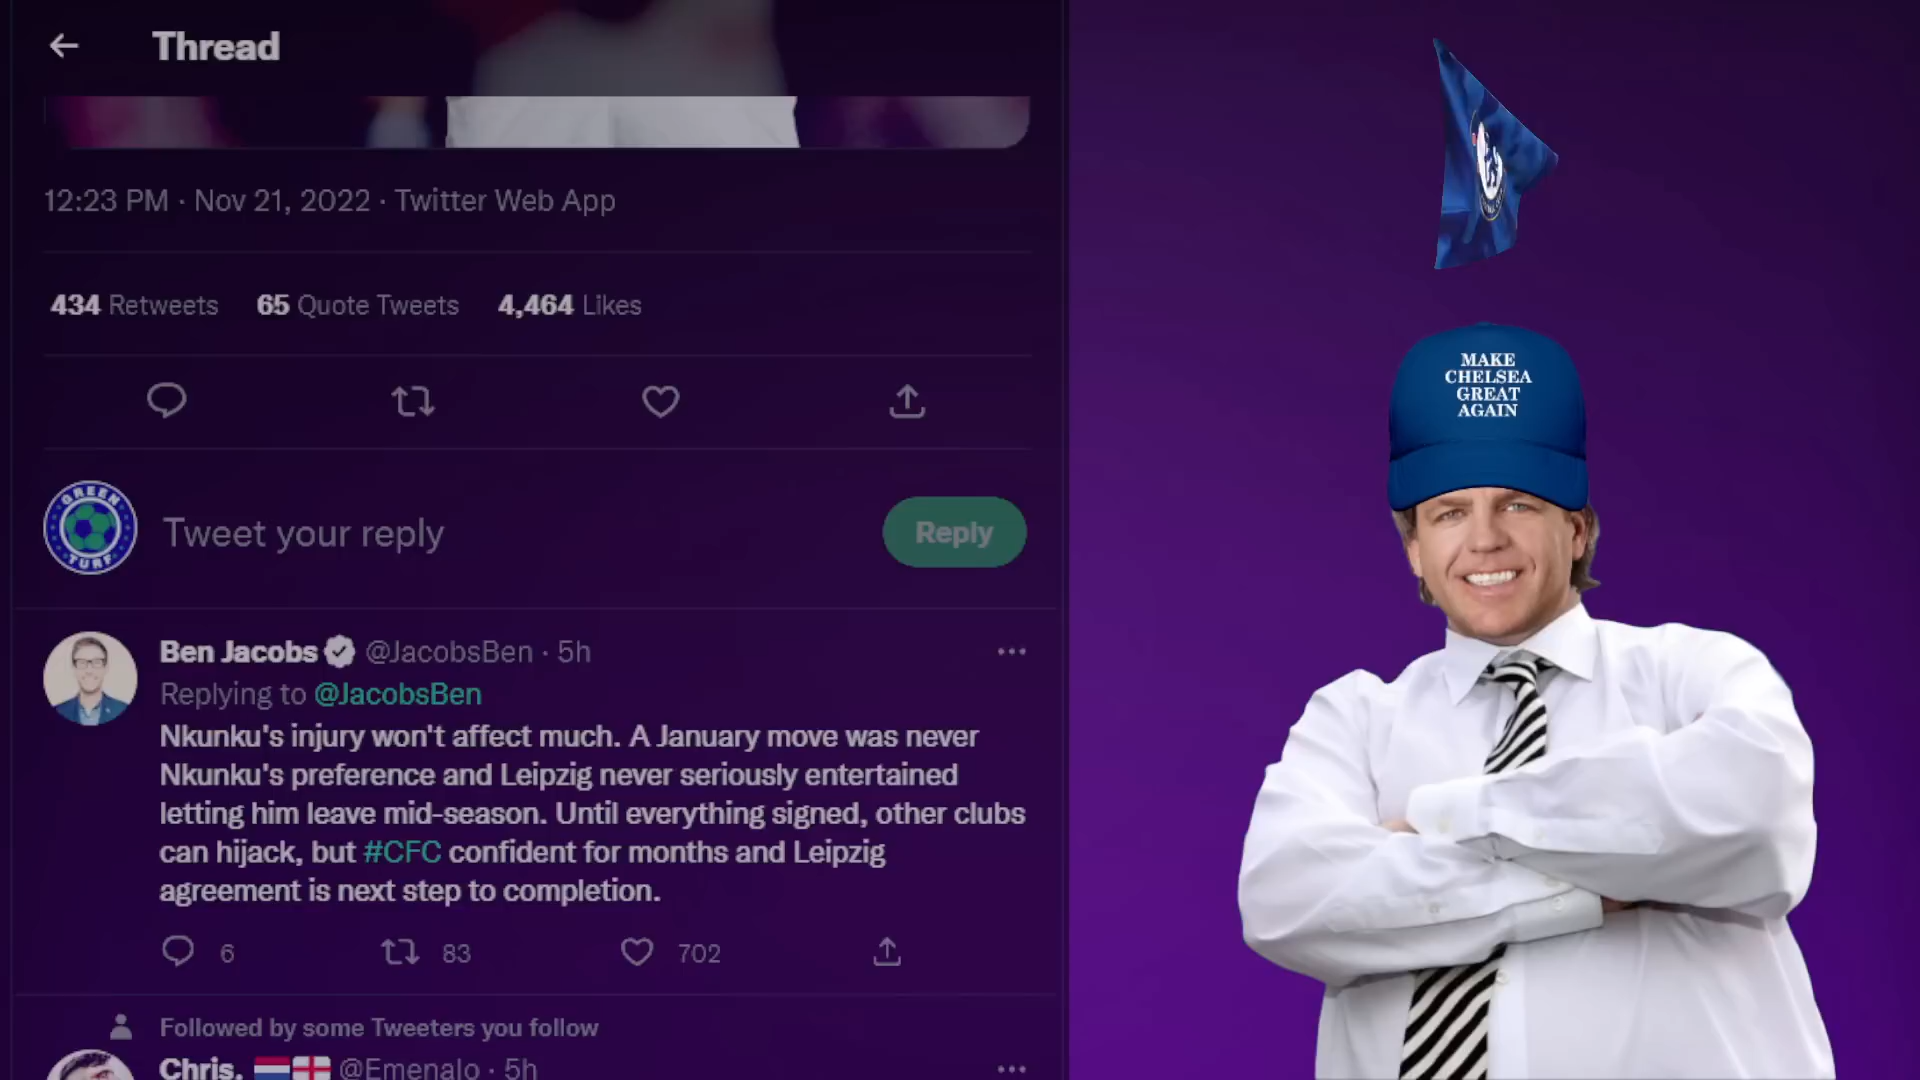 Thread
12:23 PM · Nov 21, 2022 · Twitter Web App
434 Retweets 65 Quote Tweets 4,464 Likes
GREEN
TURF
Tweet your reply
Reply
Ben Jacobs @JacobsBen · 5h
Replying to @JacobsBen
Nkunku's injury won't affect much. A January move was never
Nkunku's preference and Leipzig never seriously entertained
letting him leave mid-season. Until everything signed, other clubs
can hijack, but #CFC confident for months and Leipzig
agreement is next step to completion.
6 83 702
Followed by some Tweeters you follow
Chris. @Emenalo · 5h
MAKE
CHELSEA
GREAT
AGAIN